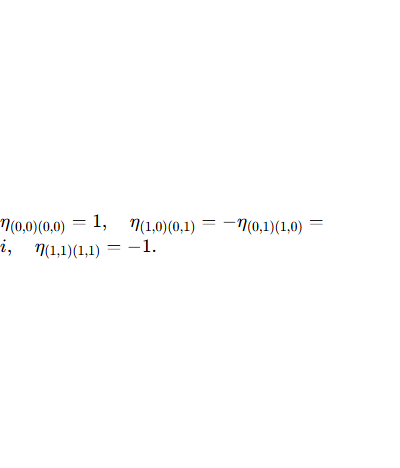 η_{(0,0)(0,0)} = 1, η_{(1,0)(0,1)} = −η_{(0,1)(1,0)} =
i, η_{(1,1)(1,1)} = −1.